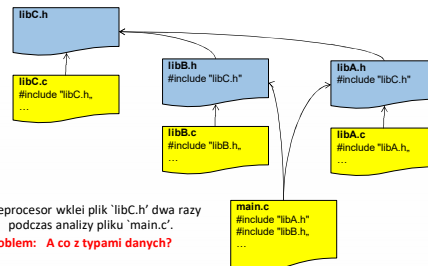 libC.h
libC.c
#include "libC.h„
…
libB.h
#include "libC.h"
libA.h
#include "libC.h"
libB.c
#include "libB.h„
…
libA.c
#include "libA.h„
…
eprocesor wklei plik `libC.h' dwa razy
podczas analizy pliku `main.c'.
oblem: A co z typami danych?
main.c
#include "libA.h"
#include "libB.h„
…